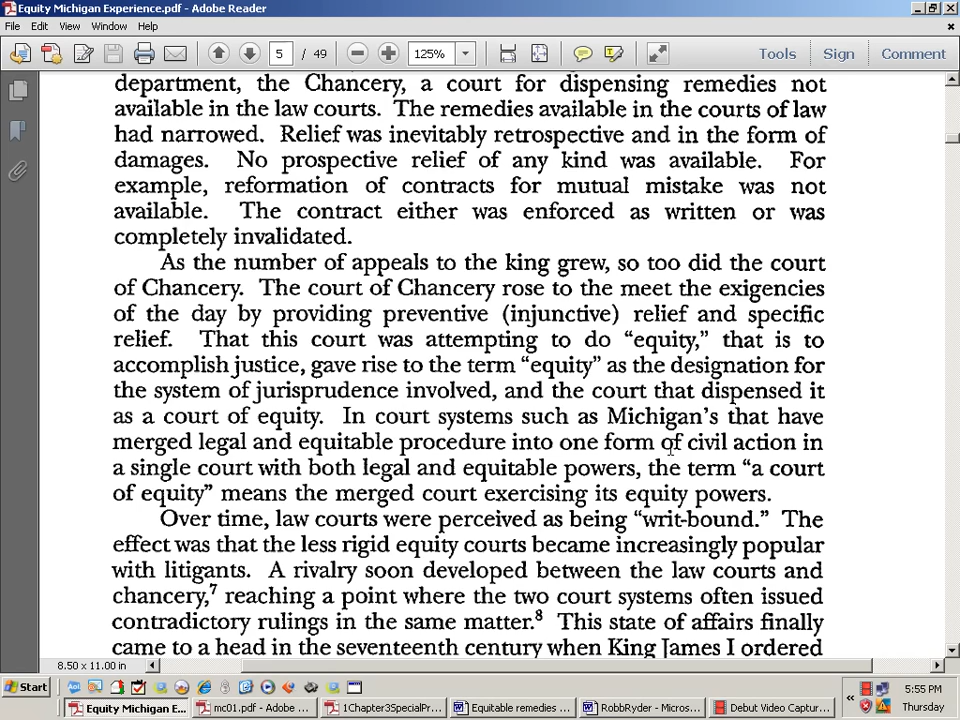 Equity Michigan Experience.pdf - Adobe Reader
File Edit View Window Help
5 / 49 125% Tools Sign Comment
department, the Chancery, a court for dispensing remedies not
available in the law courts. The remedies available in the courts of law
had narrowed. Relief was inevitably retrospective and in the form of
damages. No prospective relief of any kind was available. For
example, reformation of contracts for mutual mistake was not
available. The contract either was enforced as written or was
completely invalidated.
As the number of appeals to the king grew, so too did the court
of Chancery. The court of Chancery rose to the meet the exigencies
of the day by providing preventive (injunctive) relief and specific
relief. That this court was attempting to do “equity,” that is to
accomplish justice, gave rise to the term “equity” as the designation for
the system of jurisprudence involved, and the court that dispensed it
as a court of equity. In court systems such as Michigan’s that have
merged legal and equitable procedure into one form of civil action in
a single court with both legal and equitable powers, the term “a court
of equity” means the merged court exercising its equity powers.
Over time, law courts were perceived as being “writ-bound.” The
effect was that the less rigid equity courts became increasingly popular
with litigants. A rivalry soon developed between the law courts and
chancery,7 reaching a point where the two court systems often issued
contradictory rulings in the same matter.8 This state of affairs finally
came to a head in the seventeenth century when King James I ordered
8.50 x 11.00 in
Start 5:55 PM
Equity Michigan E... mc01.pdf - Adobe ... 1Chapter3SpecialPr... Equitable remedies ... RobbRyder - Micros... Debut Video Captur... Thursday